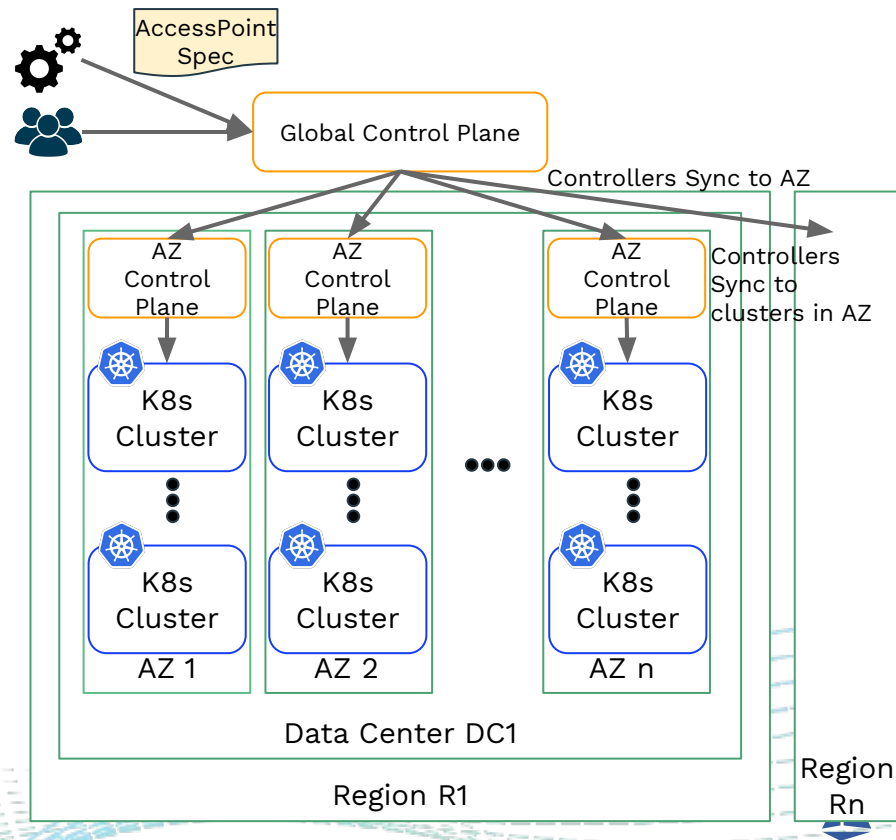 AccessPoint
Spec
Global Control Plane
Controllers Sync to AZ
AZ
Control
Plane
AZ
Control
Plane
AZ
Control
Plane
Controllers
Sync to
clusters in AZ
K8s
Cluster
K8s
Cluster
K8s
Cluster
K8s
Cluster
K8s
Cluster
K8s
Cluster
AZ 1
AZ 2
AZ n
Data Center DC1
Region R1
Region
Rn